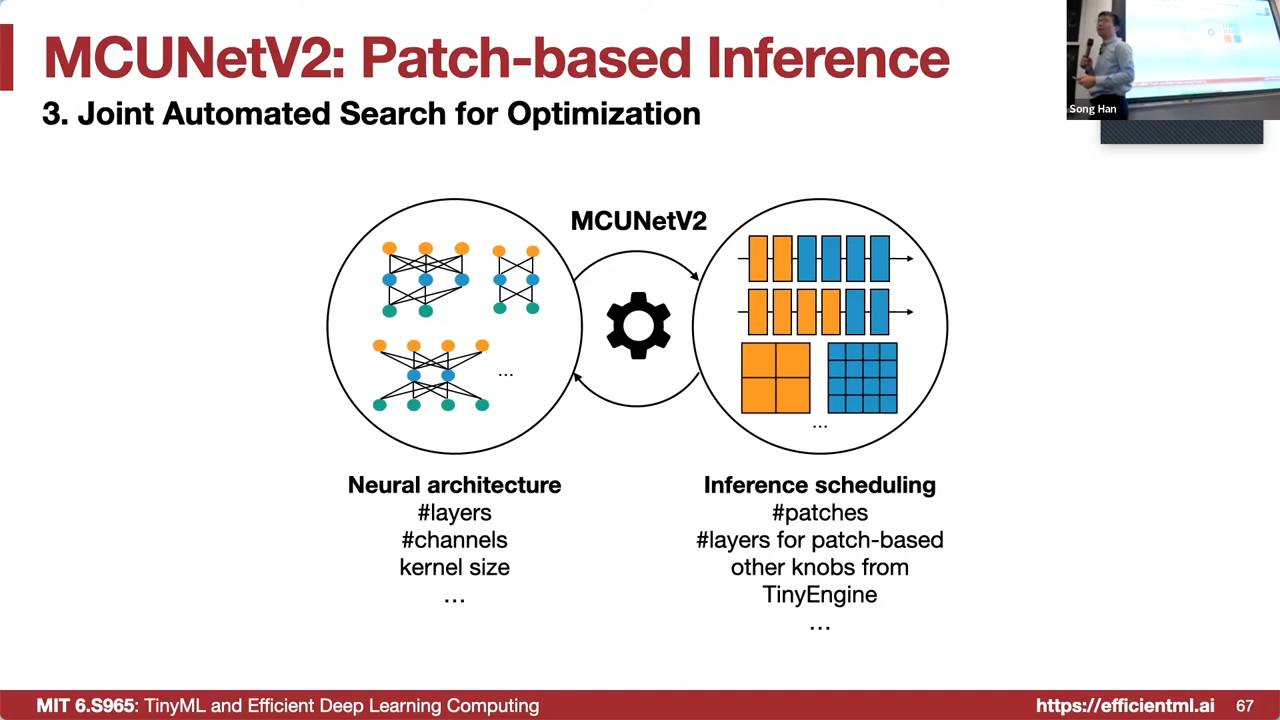 MCUNetV2: Patch-based Inference
3. Joint Automated Search for Optimization
Song Han
MCUNetV2
...
...
Neural architecture
#layers
#channels
kernel size
...
Inference scheduling
#patches
#layers for patch-based
other knobs from
TinyEngine
...
MIT 6.S965: TinyML and Efficient Deep Learning Computing
https://efficientml.ai
67